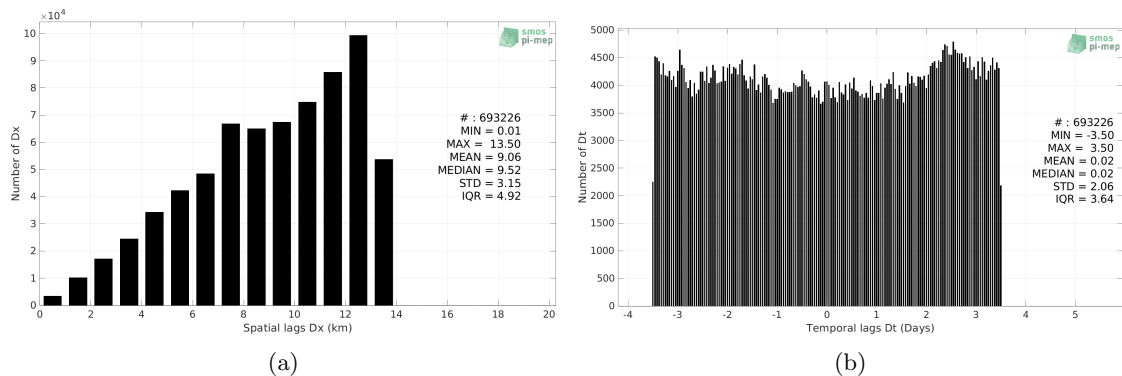 ×10⁴
10
9
8
7
6
5
4
3
2
1
0
Number of Dx
0 2 4 6 8 10 12 14 16 18 20
Spatial lags Dx (km)
smos
pi-mep
# : 693226
MIN = 0.01
MAX = 13.50
MEAN = 9.06
MEDIAN = 9.52
STD = 3.15
IQR = 4.92
(a)
5000
4500
4000
3500
3000
2500
2000
1500
1000
500
0
Number of Dt
-4 -3 -2 -1 0 1 2 3 4 5
Temporal lags Dt (Days)
smos
pi-mep
# : 693226
MIN = -3.50
MAX = 3.50
MEAN = 0.02
MEDIAN = 0.02
STD = 2.06
IQR = 3.64
(b)